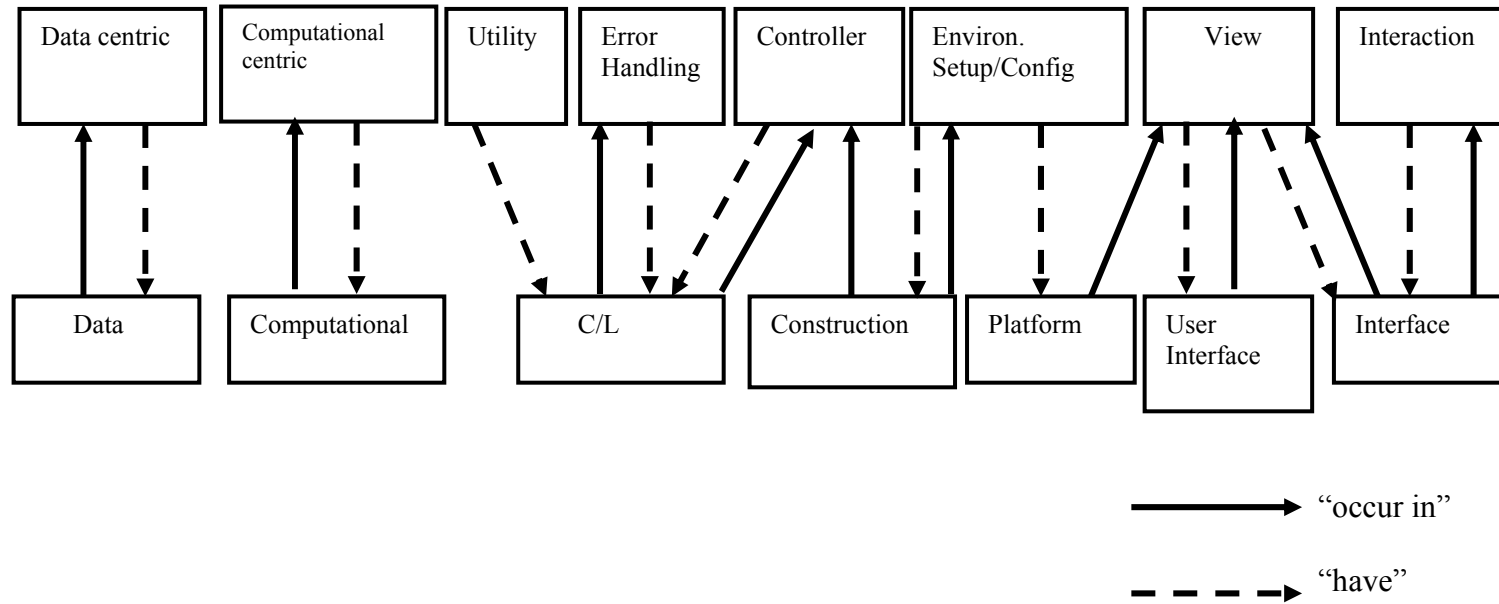 Data centric
Computational
centric
Utility
Error
Handling
Controller
Environ.
Setup/Config
View
Interaction
Data
Computational
C/L
Construction
Platform
User
Interface
Interface
“occur in”
“have”